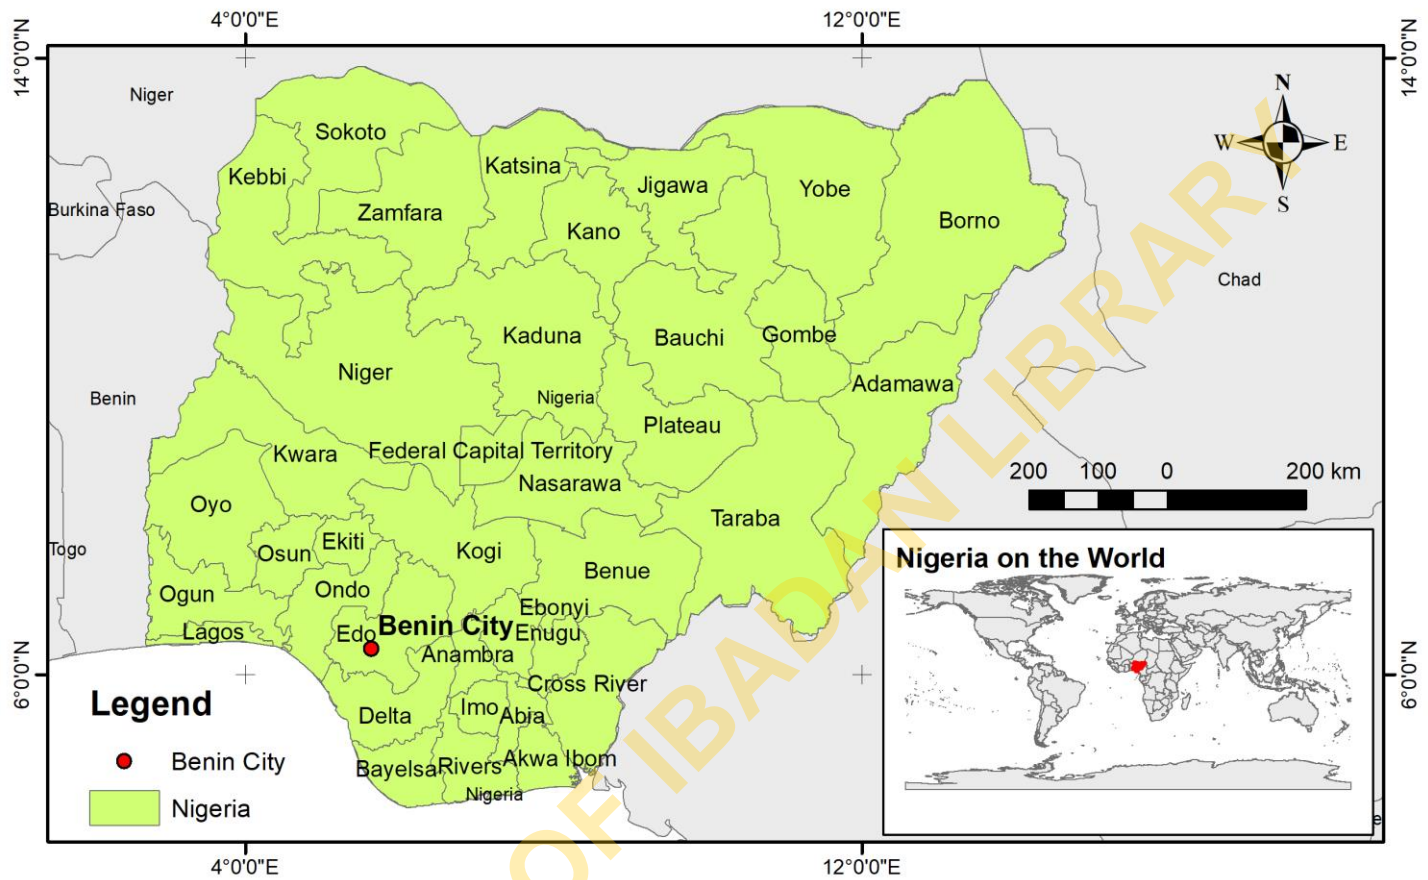 4°0'0"E
12°0'0"E
14°0'0"N
14°0'0"N
Niger
N
W
E
S
Sokoto
Kebbi
Katsina
Jigawa
Yobe
Zamfara
Burkina Faso
Kano
Borno
Chad
Kaduna
Bauchi
Gombe
Niger
Adamawa
Benin
Nigeria
Plateau
Kwara
Federal Capital Territory
Nasarawa
200 100 0 200 km
Oyo
Taraba
Togo
Osun
Ekiti
Kogi
Benue
Ogun
Ondo
Ebonyi
Lagos
Edo
Benin City
Enugu
Anambra
Cross River
6°0'0"N
6°0'0"N
Delta
Imo
Abia
Bayelsa
Rivers
Akwa Ibom
Nigeria
Legend
Benin City
Nigeria
Nigeria on the World
4°0'0"E
12°0'0"E
OF IBADAN LIBRARY